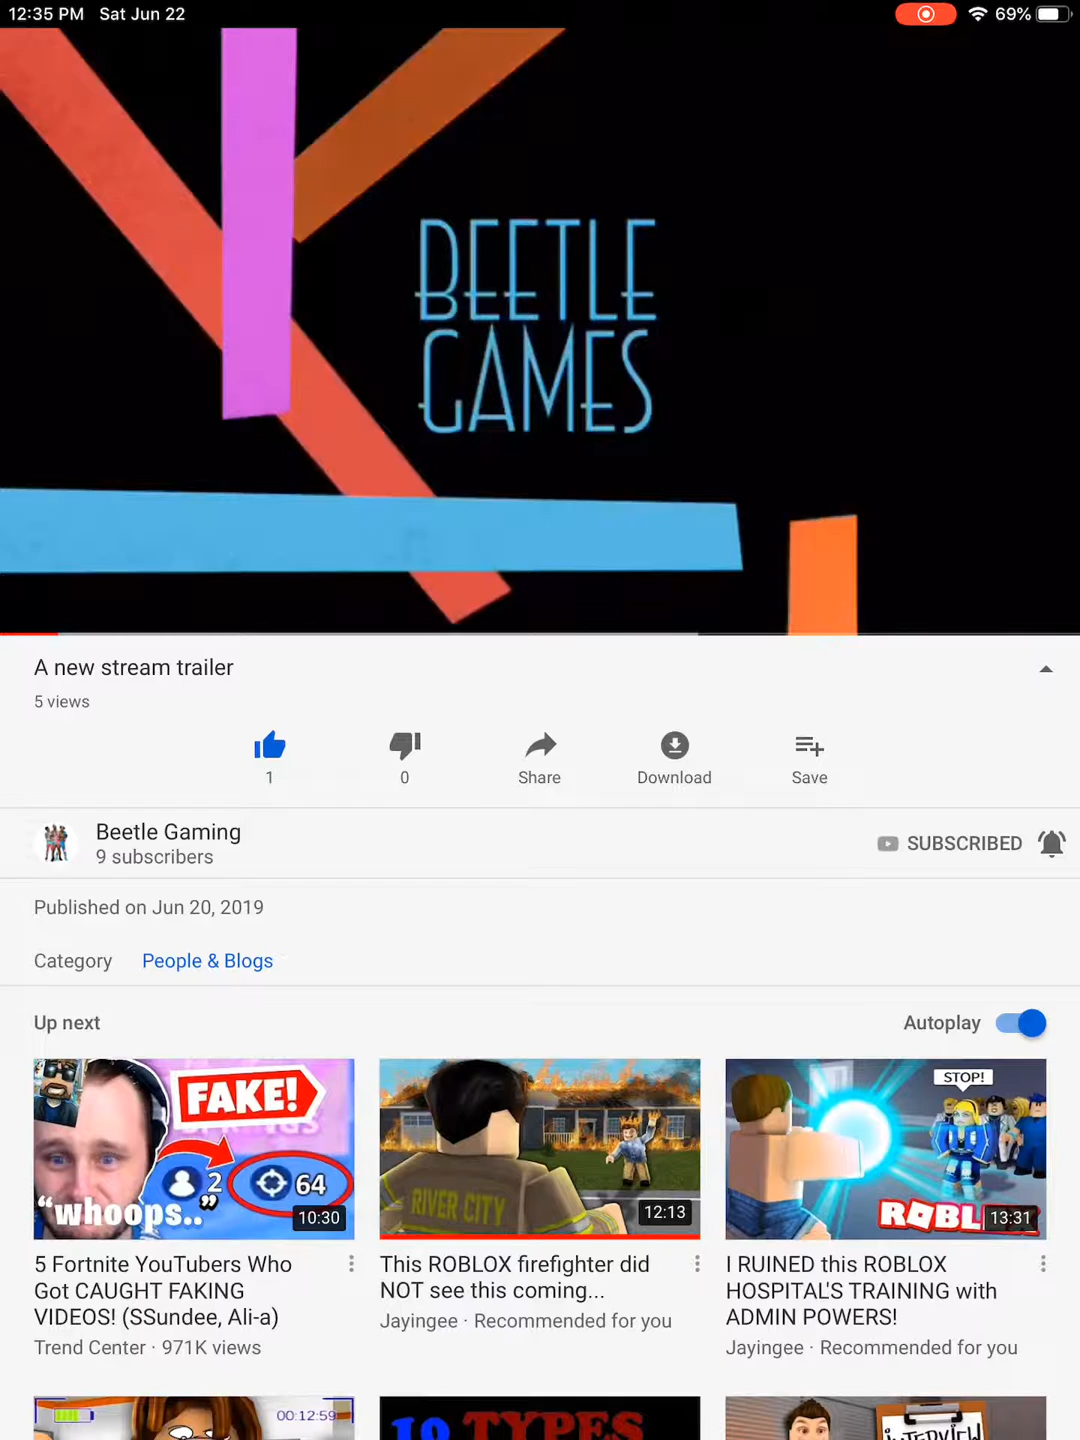 12:35 PM Sat Jun 22
69%
BEETLE
GAMES
A new stream trailer
5 views
1
0
Share
Download
Save
Beetle Gaming
9 subscribers
SUBSCRIBED
Published on Jun 20, 2019
Category People & Blogs
Up next
Autoplay
FAKE!
2
64
“whoops..”
10:30
RIVER CITY
12:13
STOP!
ROBL
13:31
5 Fortnite YouTubers Who
Got CAUGHT FAKING
VIDEOS! (SSundee, Ali-a)
Trend Center · 971K views
This ROBLOX firefighter did
NOT see this coming...
Jayingee · Recommended for you
I RUINED this ROBLOX
HOSPITAL'S TRAINING with
ADMIN POWERS!
Jayingee · Recommended for you
00:12:59
10 TYPES
INTERVIEW